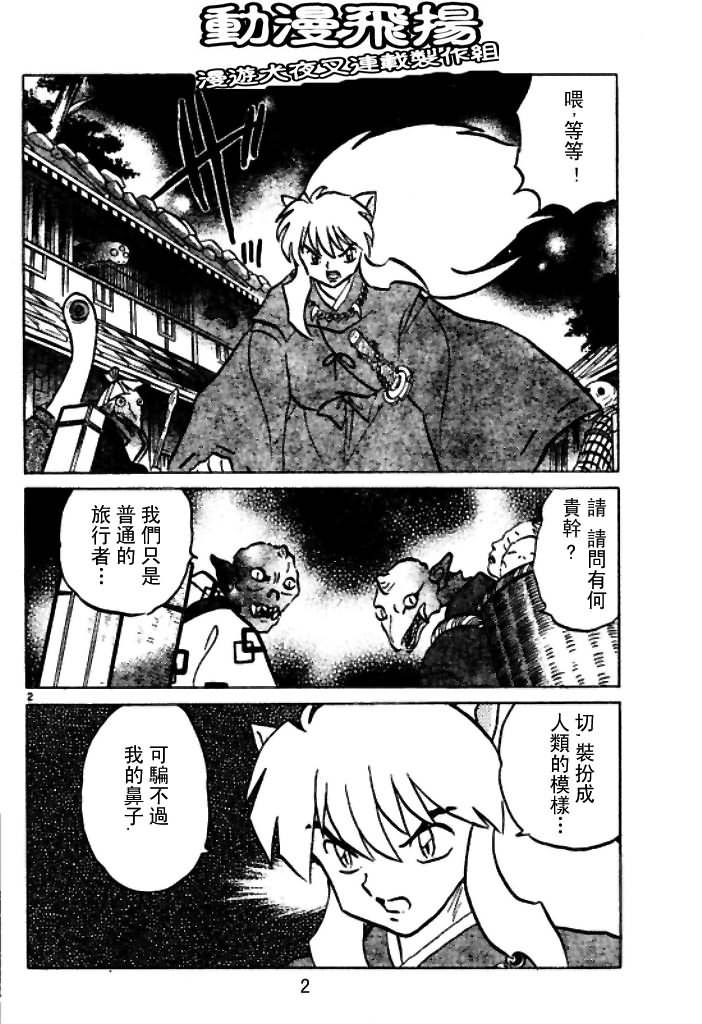 動漫飛揚
漫遊犬夜叉連載製作組
喂,等等!
請 請問有何
貴幹?
我們只是
普通的
旅行者…
2
切,裝扮成
人類的模樣…
可騙不過
我的鼻子.
2